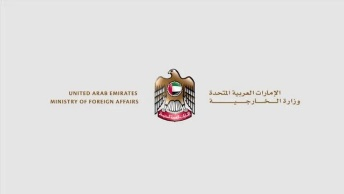 UNITED ARAB EMIRATES
MINISTRY OF FOREIGN AFFAIRS
الإمارات العربية المتحدة
وزارة الخارجية